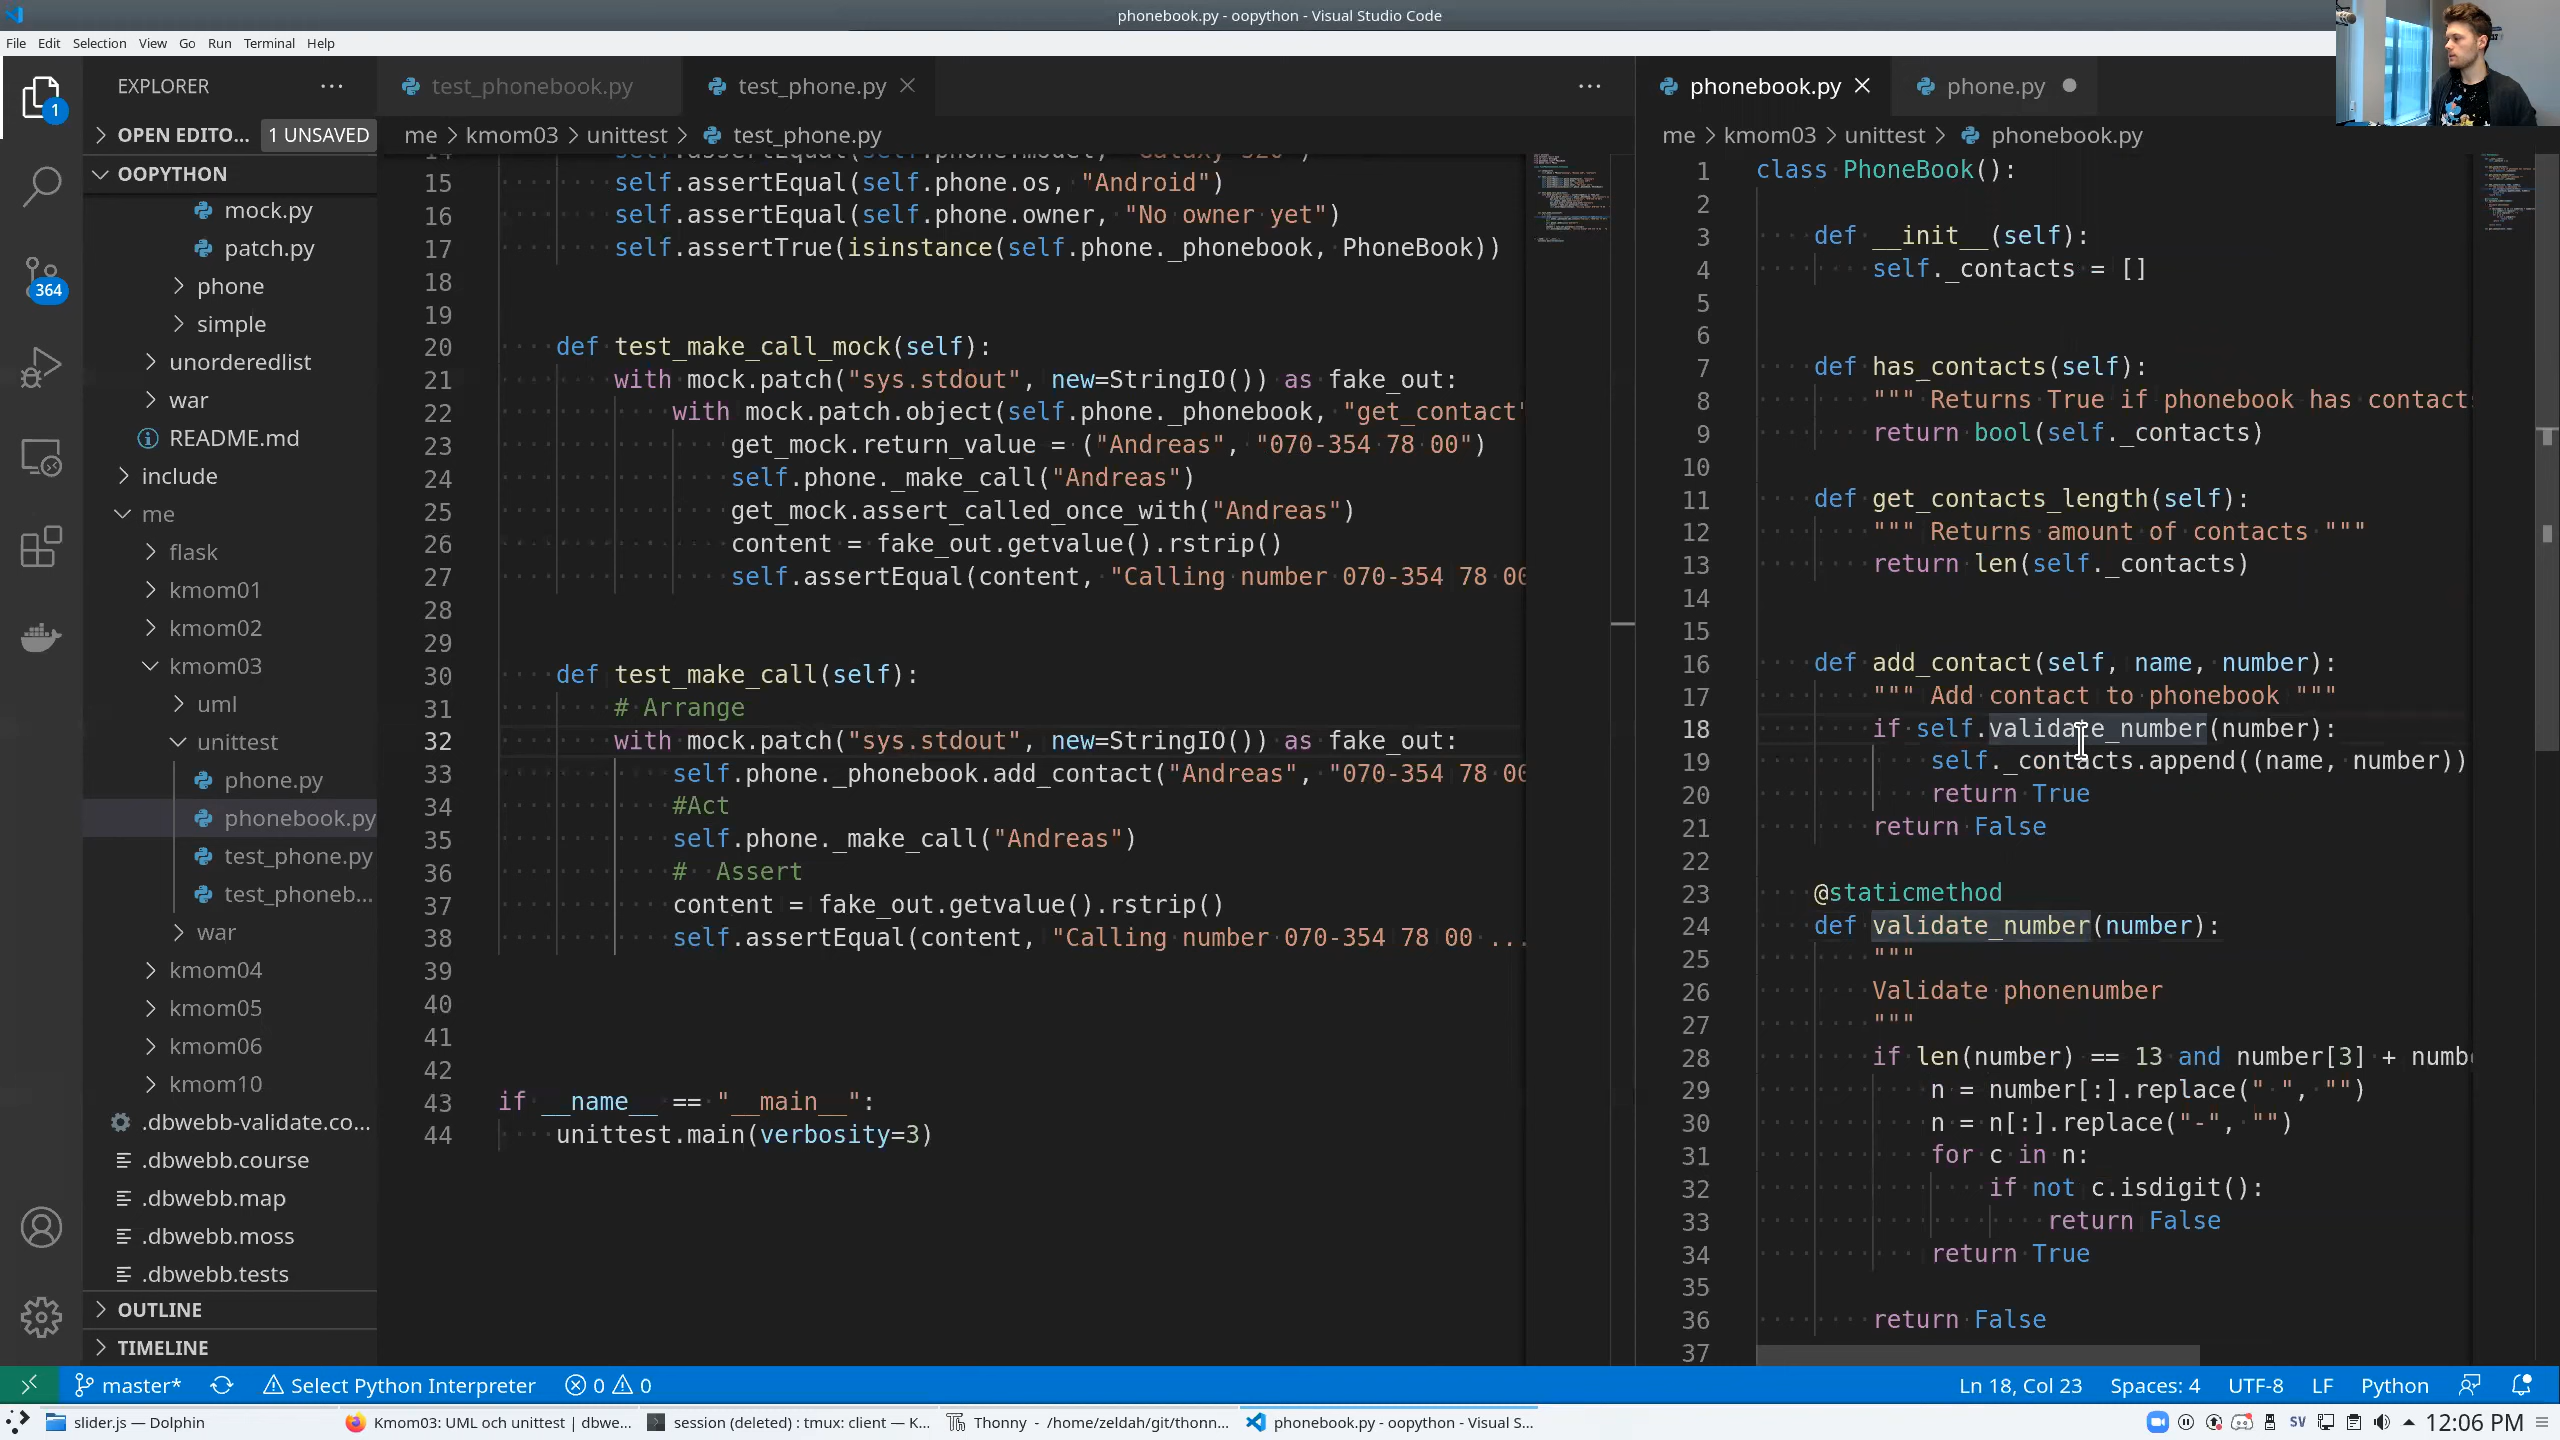 phonebook.py - oopython - Visual Studio Code
File Edit Selection View Go Run Terminal Help
EXPLORER ...
1
OPEN EDITO... 1 UNSAVED
OOPYTHON
mock.py
patch.py
364
phone
simple
unorderedlist
war
README.md
include
me
flask
kmom01
kmom02
kmom03
uml
unittest
phone.py
phonebook.py
test_phone.py
test_phoneb...
war
kmom04
kmom05
kmom06
kmom10
.dbwebb-validate.co...
.dbwebb.course
.dbwebb.map
.dbwebb.moss
.dbwebb.tests
OUTLINE
TIMELINE
test_phonebook.py test_phone.py ...
me > kmom03 > unittest > test_phone.py
14 self.assertEqual(self.phone.model, "Galaxy S20")
15 self.assertEqual(self.phone.os, "Android")
16 self.assertEqual(self.phone.owner, "No owner yet")
17 self.assertTrue(isinstance(self.phone._phonebook, PhoneBook))
18
19
20 def test_make_call_mock(self):
21 with mock.patch("sys.stdout", new=StringIO()) as fake_out:
22 with mock.patch.object(self.phone._phonebook, "get_contact"
23 get_mock.return_value = ("Andreas", "070-354 78 00")
24 self.phone._make_call("Andreas")
25 get_mock.assert_called_once_with("Andreas")
26 content = fake_out.getvalue().rstrip()
27 self.assertEqual(content, "Calling number 070-354 78 00
28
29
30 def test_make_call(self):
31 # Arrange
32 with mock.patch("sys.stdout", new=StringIO()) as fake_out:
33 self.phone._phonebook.add_contact("Andreas", "070-354 78 00
34 #Act
35 self.phone._make_call("Andreas")
36 # Assert
37 content = fake_out.getvalue().rstrip()
38 self.assertEqual(content, "Calling number 070-354 78 00 ...
39
40
41
42
43 if __name__ == "__main__":
44 unittest.main(verbosity=3)
phonebook.py phone.py
me > kmom03 > unittest > phonebook.py
1 class PhoneBook():
2
3 def __init__(self):
4 self._contacts = []
5
6
7 def has_contacts(self):
8 """ Returns True if phonebook has contact
9 return bool(self._contacts)
10
11 def get_contacts_length(self):
12 """ Returns amount of contacts """
13 return len(self._contacts)
14
15
16 def add_contact(self, name, number):
17 """ Add contact to phonebook """
18 if self.validate_number(number):
19 self._contacts.append((name, number))
20 return True
21 return False
22
23 @staticmethod
24 def validate_number(number):
25 """
26 Validate phonenumber
27 """
28 if len(number) == 13 and number[3] + numb
29 n = number[:].replace(" ", "")
30 n = n[:].replace("-", "")
31 for c in n:
32 if not c.isdigit():
33 return False
34 return True
35
36 return False
37
master* Select Python Interpreter 0 0 Ln 18, Col 23 Spaces: 4 UTF-8 LF Python
slider.js — Dolphin Kmom03: UML och unittest | dbwe... session (deleted) : tmux: client — K... Thonny - /home/zeldah/git/thonn... phonebook.py - oopython - Visual S... SV 12:06 PM